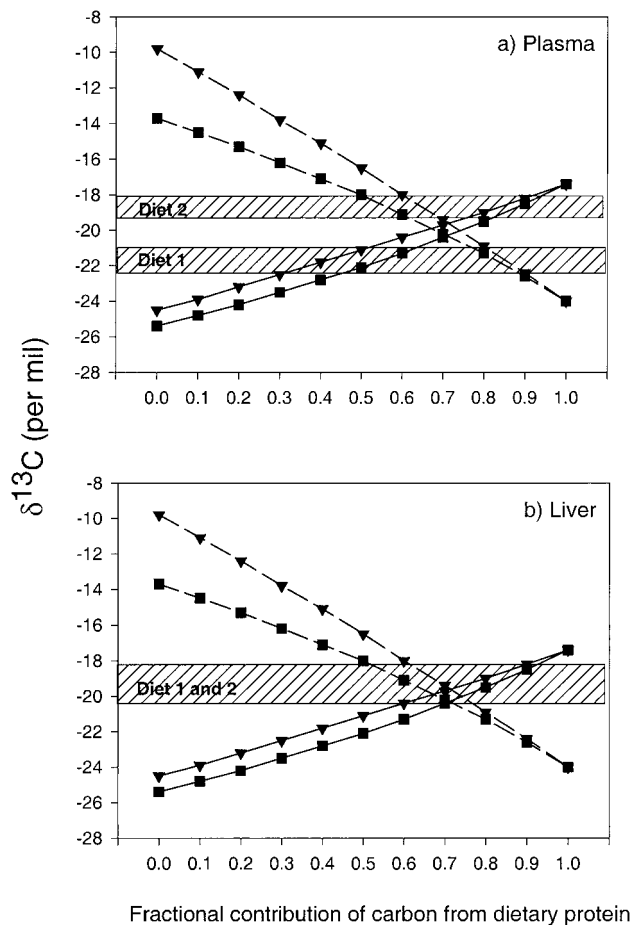 a) Plasma
-8
-10
-12
-14
-16
-18
-20
-22
-24
-26
-28
Diet 2
Diet 1
0.0 0.1 0.2 0.3 0.4 0.5 0.6 0.7 0.8 0.9 1.0
δ13C (per mil)
b) Liver
-8
-10
-12
-14
-16
-18
-20
-22
-24
-26
-28
Diet 1 and 2
0.0 0.1 0.2 0.3 0.4 0.5 0.6 0.7 0.8 0.9 1.0
Fractional contribution of carbon from dietary protein